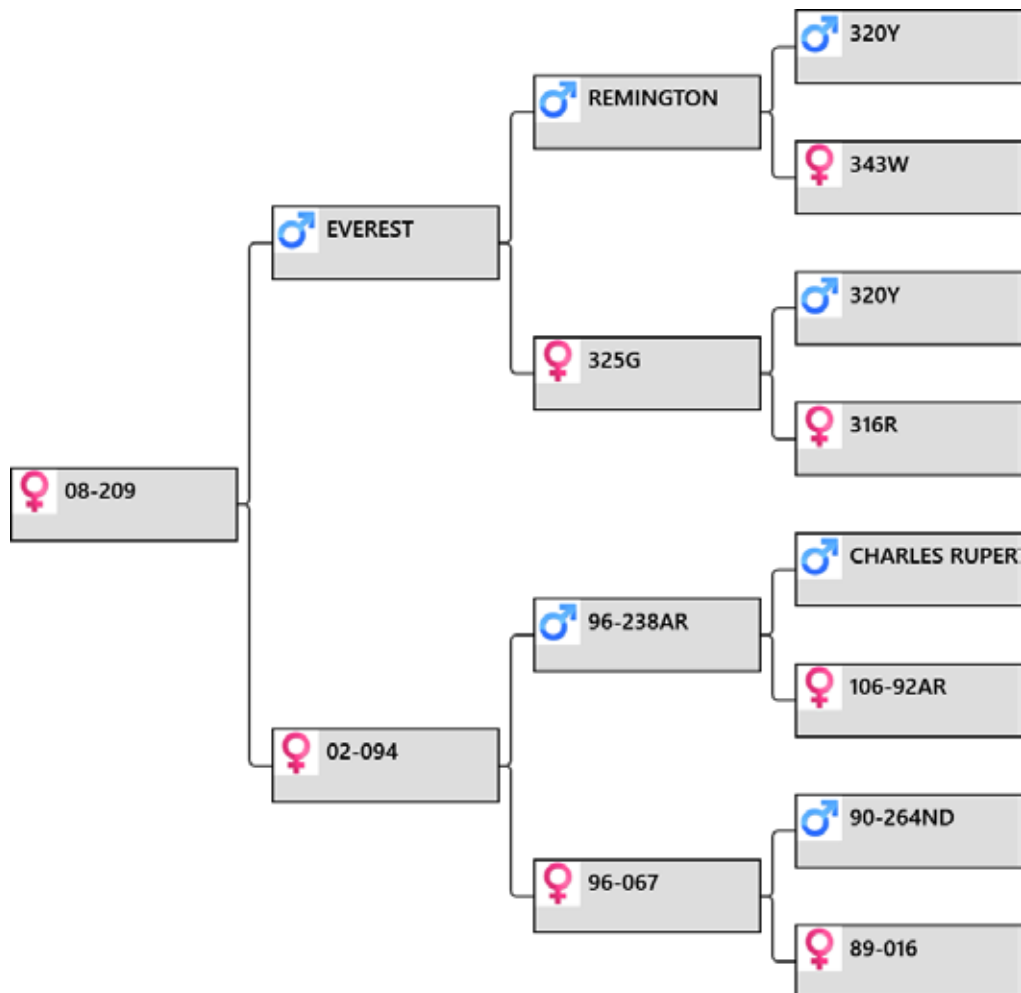 320Y
REMINGTON
343W
EVEREST
320Y
325G
316R
08-209
CHARLES RUPER
96-238AR
106-92AR
02-094
90-264ND
96-067
89-016